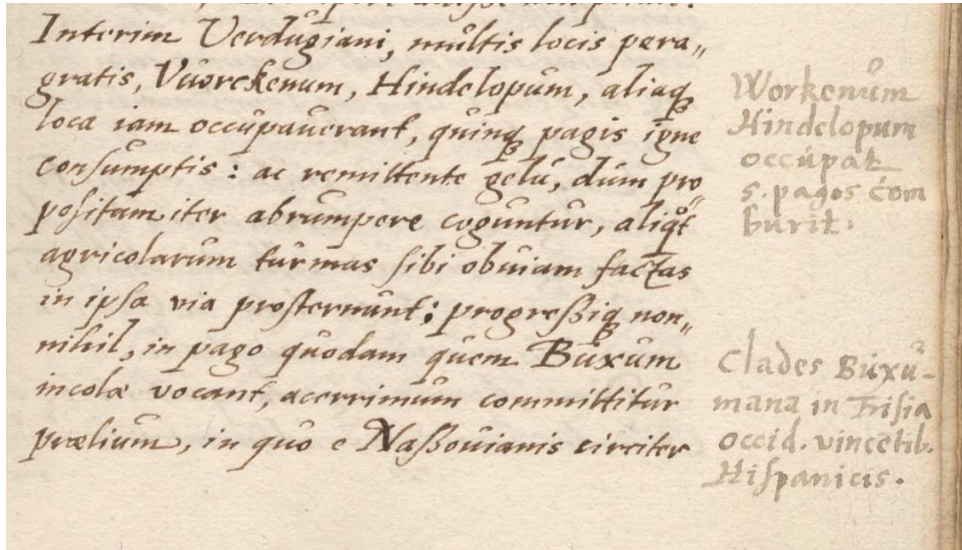 Interim Verdugiani, multis locis pera„
gratis, Vuorckenum, Hindelopum, aliaq́
loca iam occupauerant, quinq́ pagis igne
consumptis: ac remittente gelu, dum pro„
positam iter abrumpere coguntur, aliqͦt
agricolarum turmas sibi obuiam factas
in ipsa via prosternunt; progreßiq́ non„
nihil, in pago quodam quem Buxum
incolæ vocant, acerrimum committitur
prælium, in quo e Naßouianis circiter
Workenum
Hindelopum
occupat
5. pagos com
burit.
Clades Buxu-
mana in Frisia
occid. vincētib.
Hispanicis.